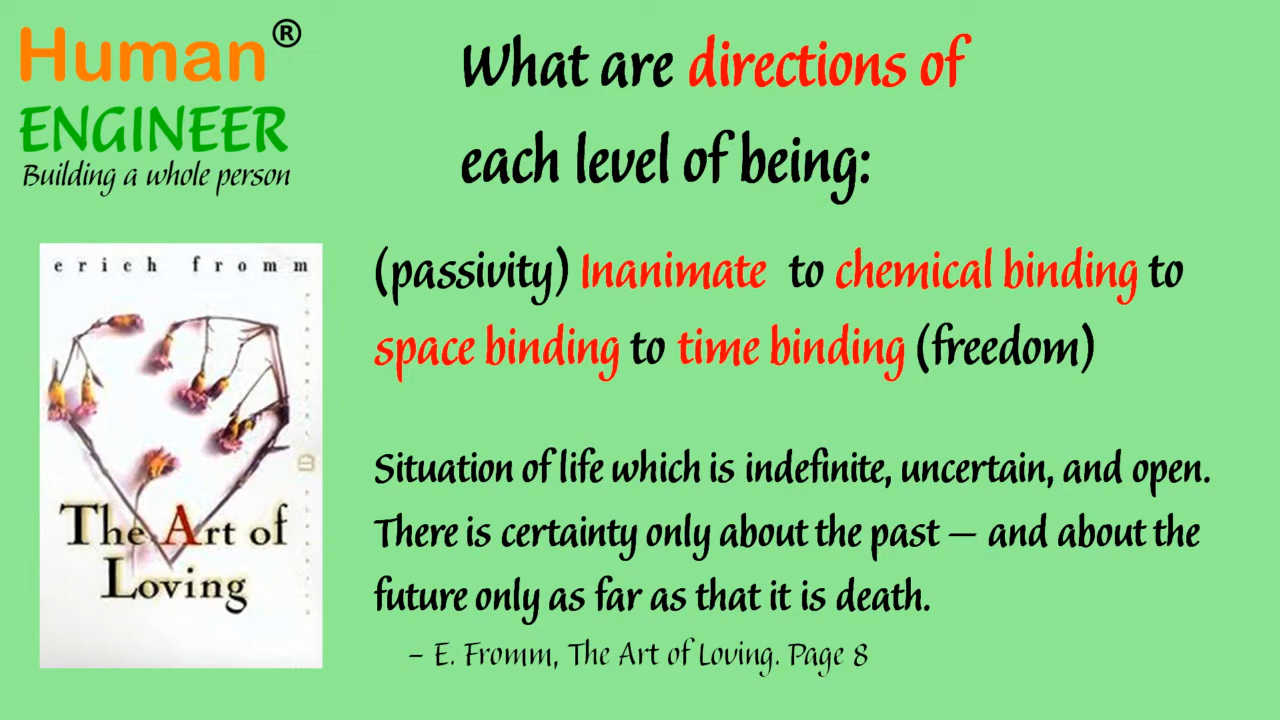 Human®
ENGINEER
Building a whole person
What are directions of
each level of being:
(passivity) Inanimate to chemical binding to
space binding to time binding (freedom)
erich fromm
The Art of
Loving
Situation of life which is indefinite, uncertain, and open.
There is certainty only about the past – and about the
future only as far as that it is death.
– E. Fromm, The Art of Loving. Page 8